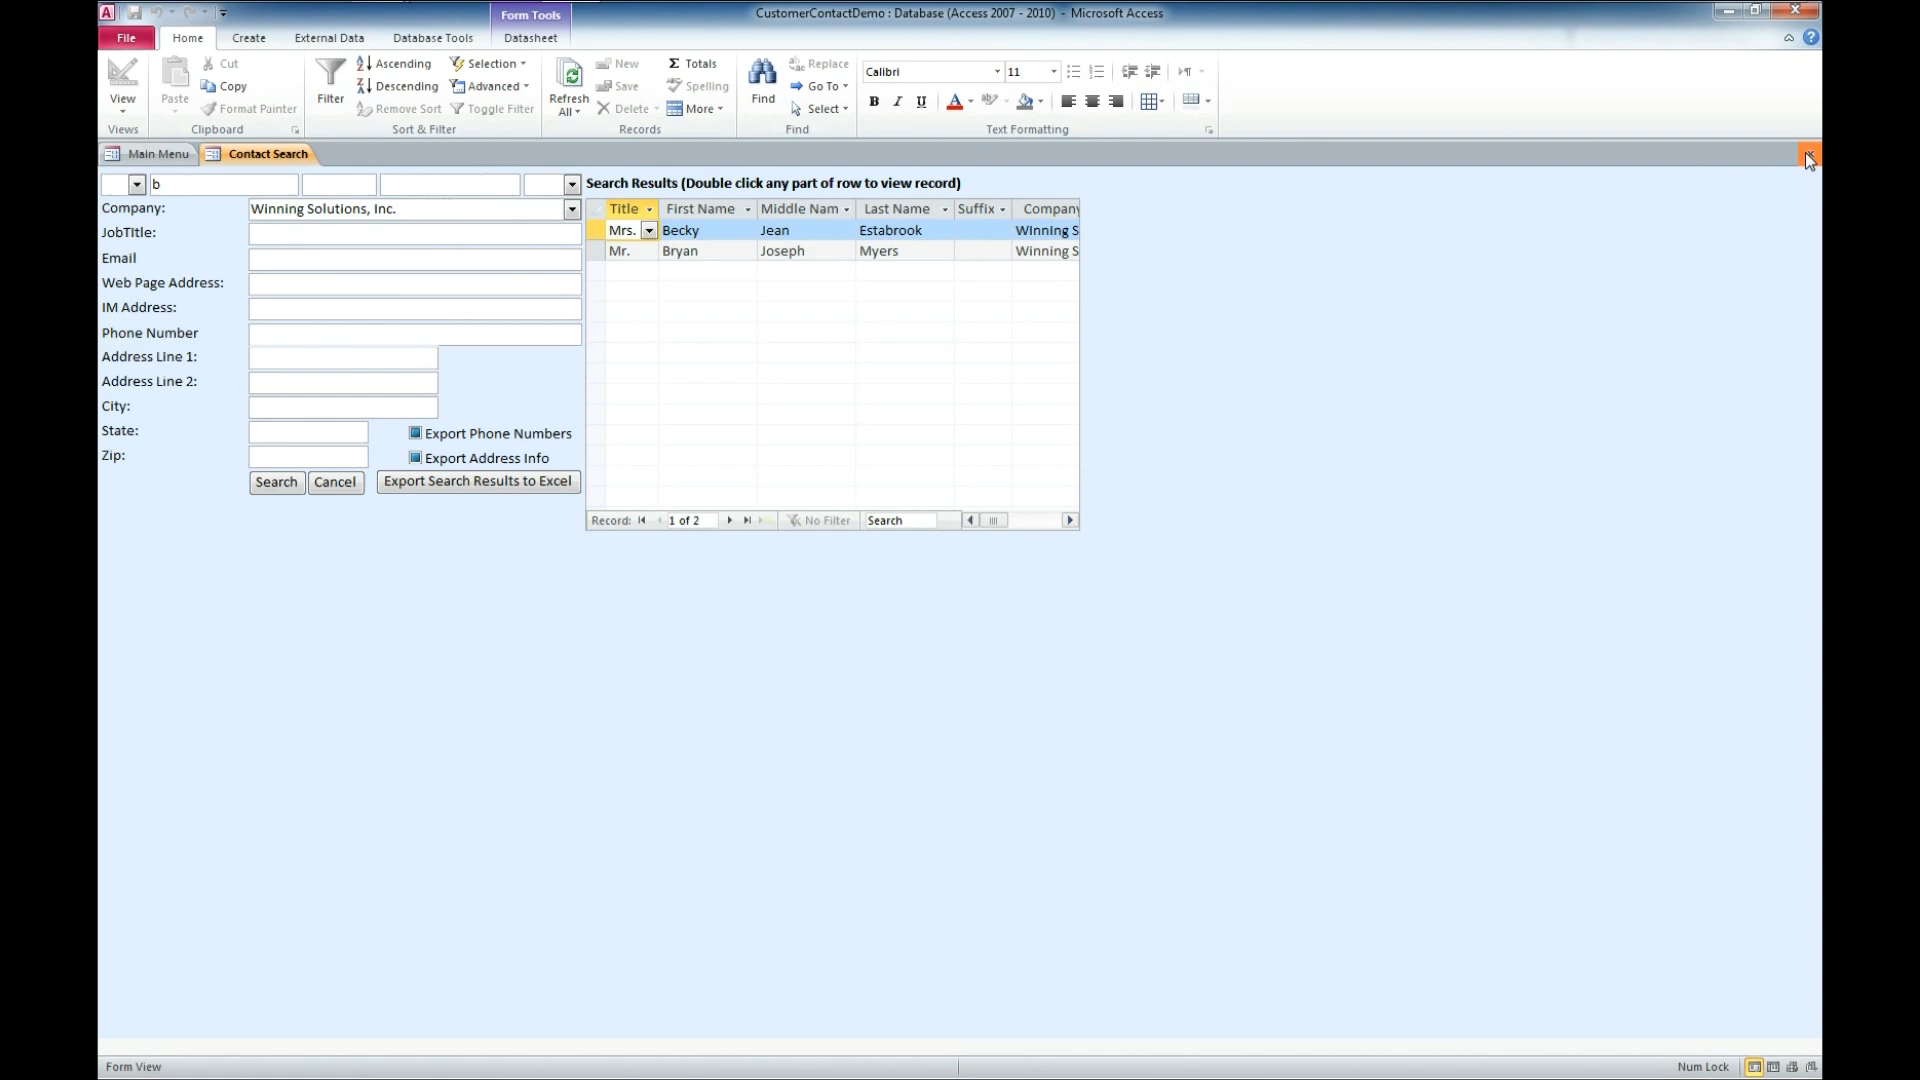 Form Tools
CustomerContactDemo : Database (Access 2007 - 2010) - Microsoft Access
File Home Create External Data Database Tools Datasheet
View
Views
Paste
Cut
Copy
Format Painter
Clipboard
Filter
Ascending
Descending
Remove Sort
Selection
Advanced
Toggle Filter
Sort & Filter
Refresh
All
New
Save
Delete
Totals
Spelling
More
Records
Find
Replace
Go To
Select
Find
Calibri 11
B I U A
Text Formatting
Main Menu Contact Search
b
Company: Winning Solutions, Inc.
JobTItle:
Email
Web Page Address:
IM Address:
Phone Number
Address Line 1:
Address Line 2:
City:
State:
Zip:
Export Phone Numbers
Export Address Info
Search Cancel Export Search Results to Excel
Search Results (Double click any part of row to view record)
Title First Name Middle Nam Last Name Suffix Company
Mrs. Becky Jean Estabrook Winning S
Mr. Bryan Joseph Myers Winning S
Record: 1 of 2 No Filter Search
Form View Num Lock